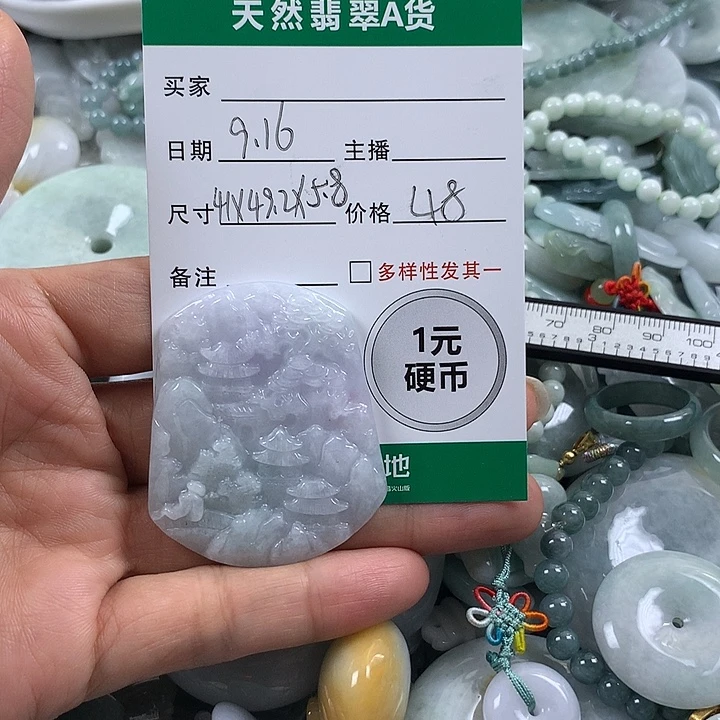 天然翡翠A货
买家
日期 9.16 主播
尺寸 41X49.2X5.8 价格 48
备注 多样性发其一
1元
硬币
地
70 80 90 100
3 4